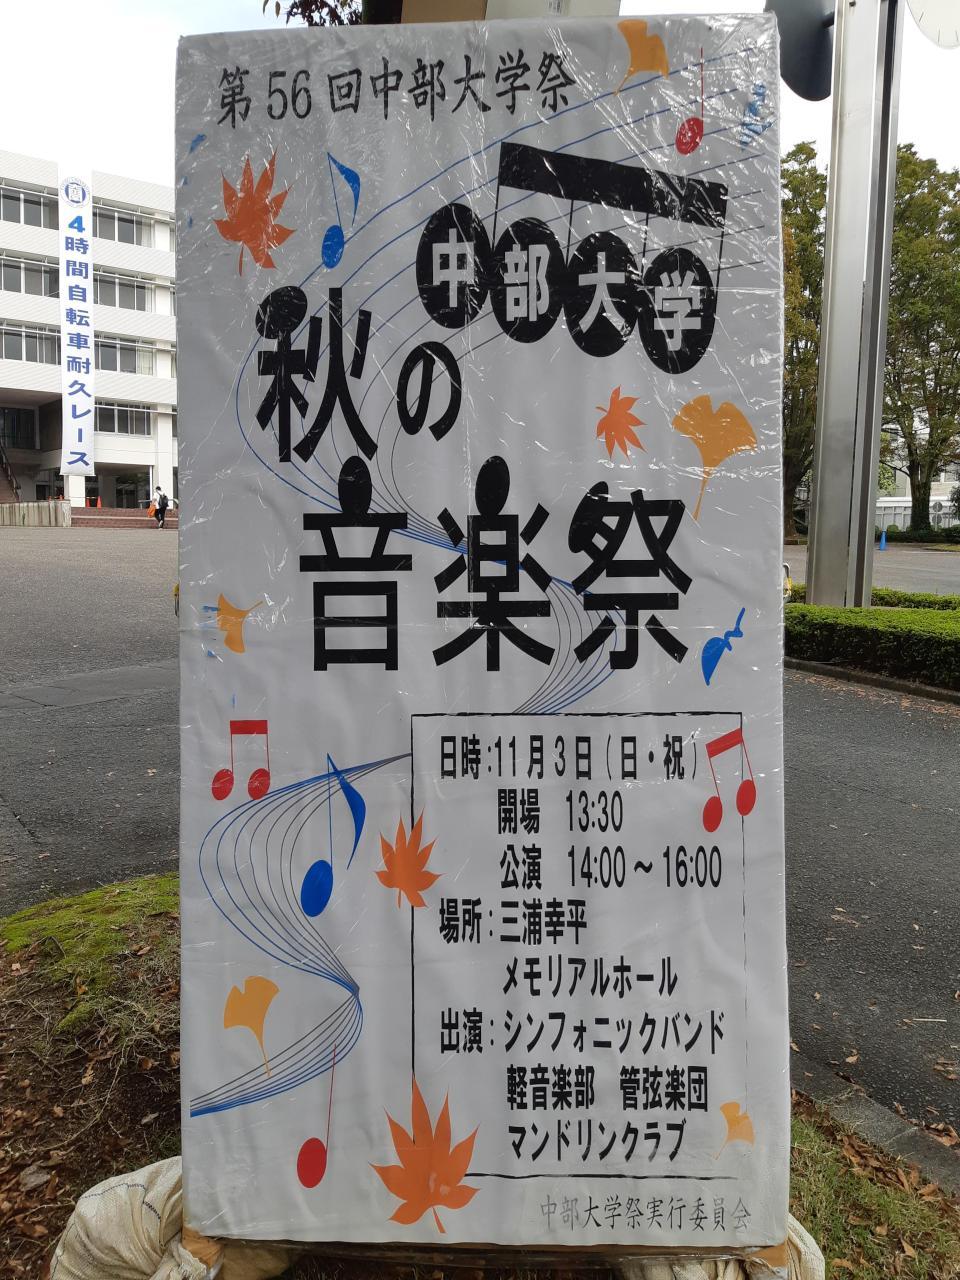 第56回中部大学祭
中部大学
秋の
音楽祭
日時:11月3日(日・祝)
開場 13:30
公演 14:00~16:00
場所:三浦幸平
メモリアルホール
出演:シンフォニックバンド
軽音楽部 管弦楽団
マンドリンクラブ
中部大学祭実行委員会
4時間自転車耐久レース